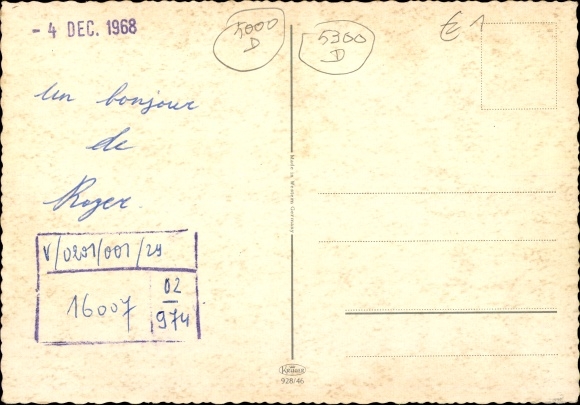 - 4 DEC. 1968
5000
D
5300
D
€ 1
un bonjour
de
Roger.
V/0291/001/29
16007
02
974
Made in Western Germany
Krüger
928/46